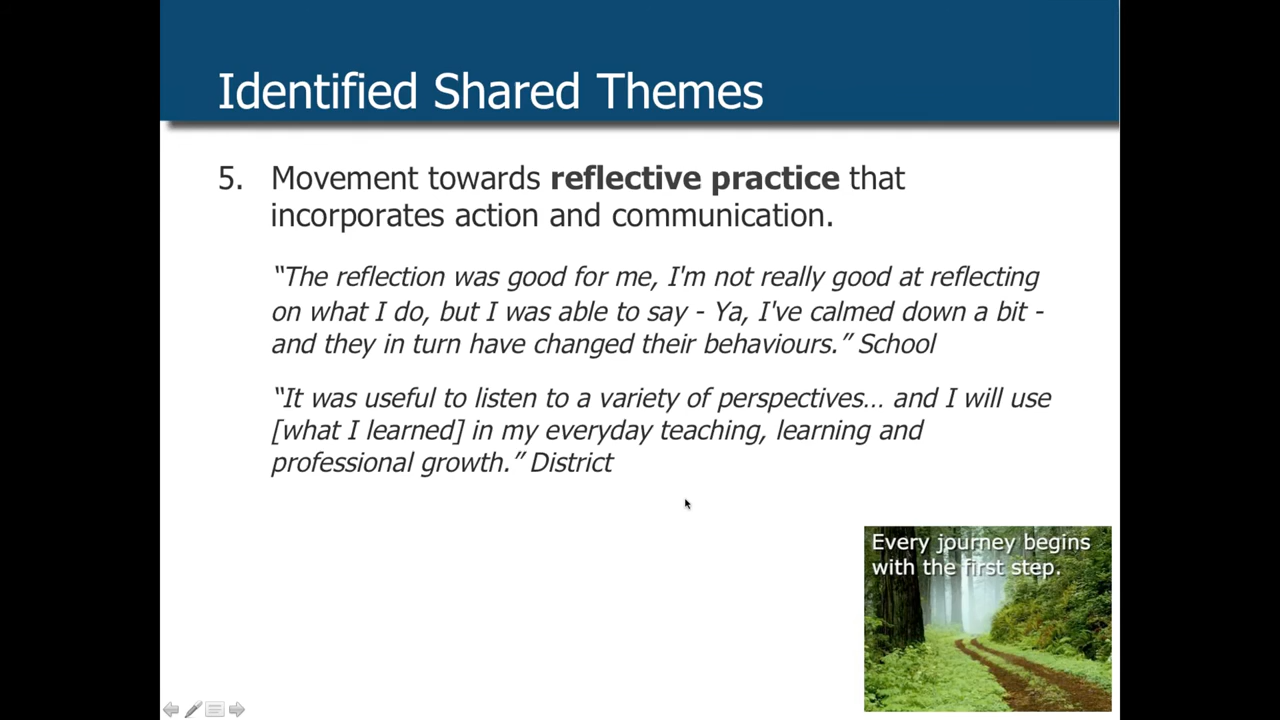 Identified Shared Themes
5. Movement towards reflective practice that
incorporates action and communication.
“The reflection was good for me, I'm not really good at reflecting
on what I do, but I was able to say - Ya, I've calmed down a bit -
and they in turn have changed their behaviours.” School
“It was useful to listen to a variety of perspectives… and I will use
[what I learned] in my everyday teaching, learning and
professional growth.” District
Every journey begins
with the first step.